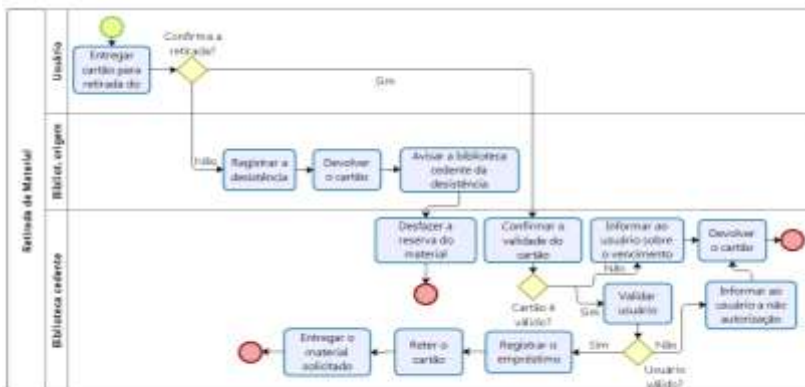 Retirada de Material
Usuário
Bibliot. origem
Biblioteca cedente
Entregar
cartão para
retirada do
Confirma a
retirada?
Sim
Não
Registrar a
desistência
Devolver
o cartão
Avisar a biblioteca
cedente da
desistência
Desfazer a
reserva do
material
Confirmar a
validade do
cartão
Informar ao
usuário sobre
o vencimento
Devolver
o cartão
Não
Cartão é
válido?
Sim
Validar
usuário
Informar ao
usuário a não
autorização
Entregar o
material
solicitado
Reter o
cartão
Registrar o
empréstimo
Sim
Não
Usuário
válido?